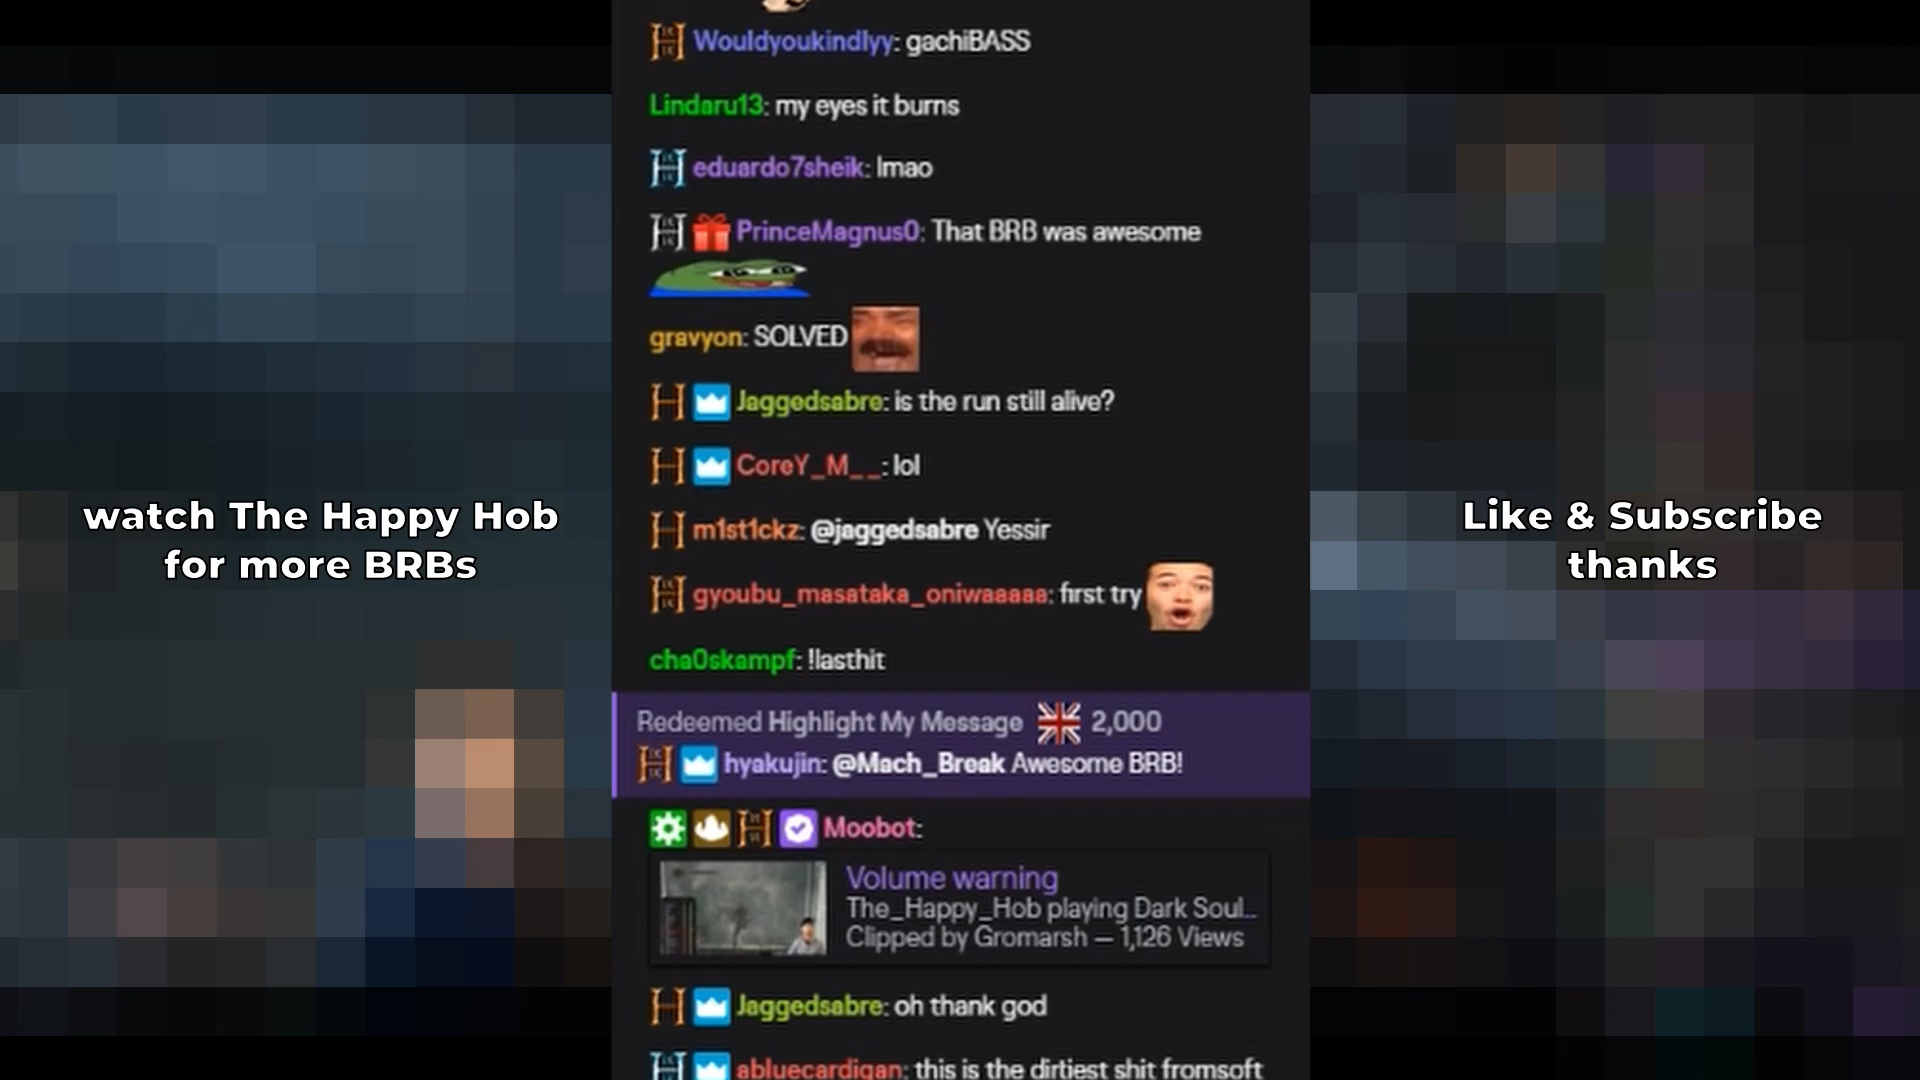 Wouldyoukindlyy: gachiBASS
Lindaru13: my eyes it burns
eduardo7sheik: lmao
PrinceMagnus0: That BRB was awesome
gravyon: SOLVED
Jaggedsabre: is the run still alive?
CoreY_M__: lol
watch The Happy Hob
for more BRBs
m1st1ckz: @jaggedsabre Yessir
gyoubu_masataka_oniwaaaaa: first try
cha0skampf: !lasthit
Redeemed Highlight My Message 2,000
hyakujin: @Mach_Break Awesome BRB!
Moobot:
Volume warning
The_Happy_Hob playing Dark Soul...
Clipped by Gromarsh — 1,126 Views
Jaggedsabre: oh thank god
abluecardigan: this is the dirtiest shit fromsoft
Like & Subscribe
thanks